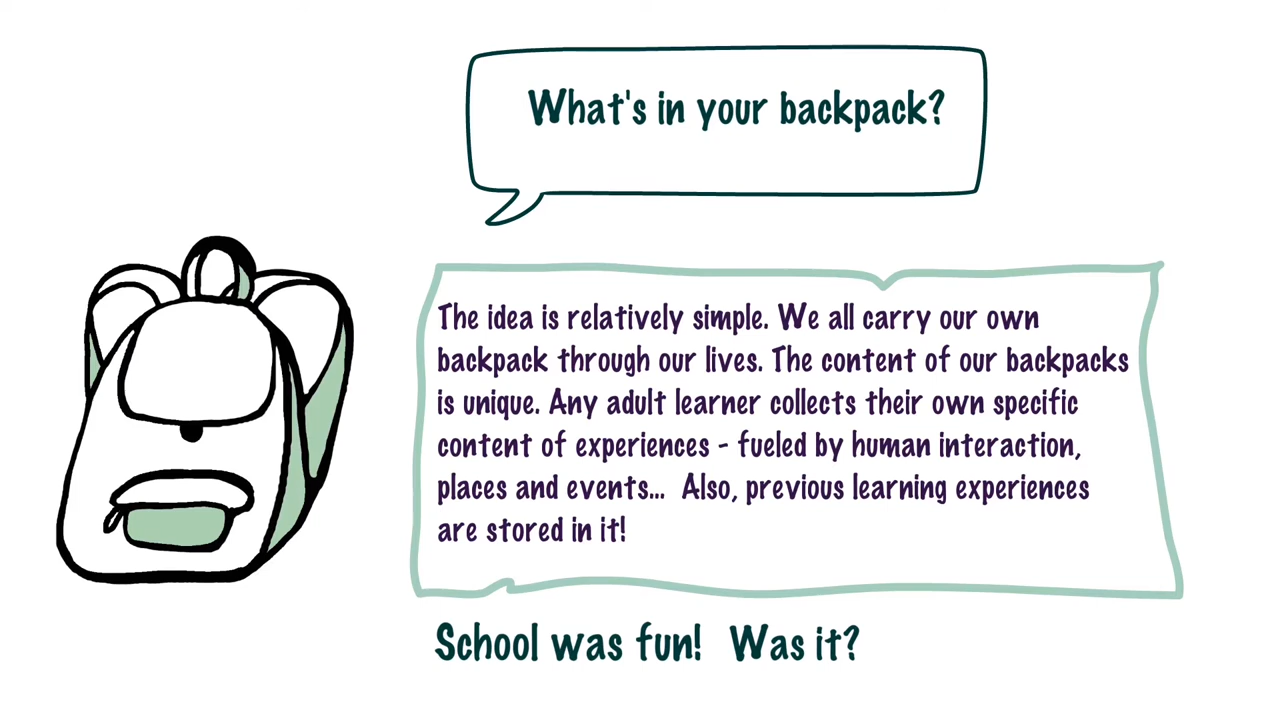 What's in your backpack?
The idea is relatively simple. We all carry our own
backpack through our lives. The content of our backpacks
is unique. Any adult learner collects their own specific
content of experiences - fueled by human interaction,
places and events... Also, previous learning experiences
are stored in it!
School was fun! Was it?